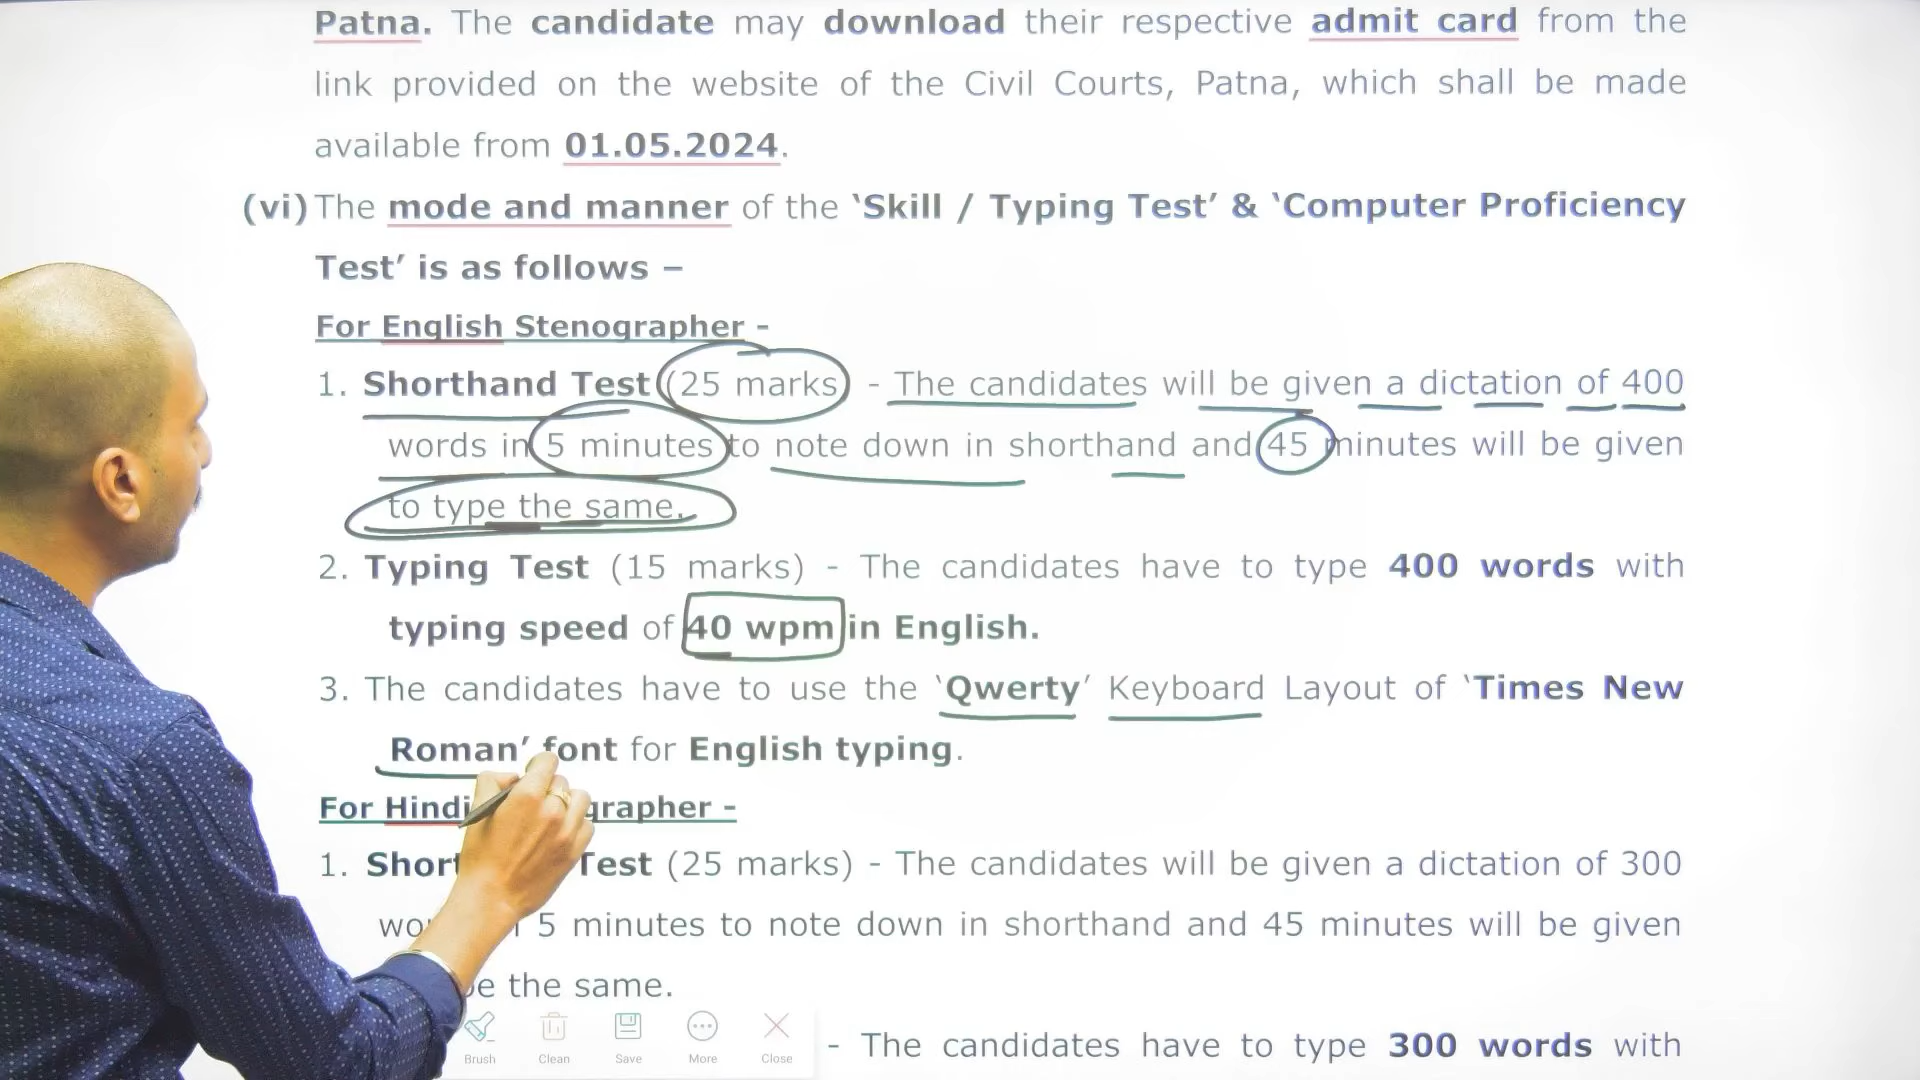 Patna. The candidate may download their respective admit card from the
link provided on the website of the Civil Courts, Patna, which shall be made
available from 01.05.2024.
(vi) The mode and manner of the ‘Skill / Typing Test’ & ‘Computer Proficiency
Test’ is as follows –
For English Stenographer -
1. Shorthand Test (25 marks) - The candidates will be given a dictation of 400
words in 5 minutes to note down in shorthand and 45 minutes will be given
to type the same.
2. Typing Test (15 marks) - The candidates have to type 400 words with
typing speed of 40 wpm in English.
3. The candidates have to use the ‘Qwerty’ Keyboard Layout of ‘Times New
Roman’ font for English typing.
For Hindi grapher -
1. Short Test (25 marks) - The candidates will be given a dictation of 300
5 minutes to note down in shorthand and 45 minutes will be given
the same.
- The candidates have to type 300 words with
Brush Clean Save More Close